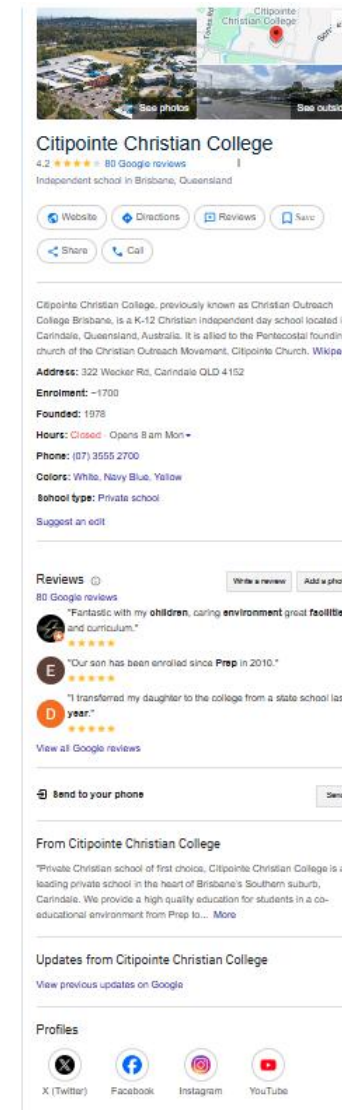 Citipointe
Christian College
See photos
See outsid
Citipointe Christian College
4.2 80 Google reviews
Independent school in Brisbane, Queensland
Website
Directions
Reviews
Save
Share
Call
Citipointe Christian College, previously known as Christian Outreach
College Brisbane, is a K-12 Christian independent day school located i
Carindale, Queensland, Australia. It is allied to the Pentecostal foundin
church of the Christian Outreach Movement, Citipointe Church. Wikipe
Address: 322 Wecker Rd, Carindale QLD 4152
Enrolment: ~1700
Founded: 1978
Hours: Closed · Opens 8 am Mon
Phone: (07) 3555 2700
Colors: White, Navy Blue, Yellow
School type: Private school
Suggest an edit
Reviews
Write a review
Add a pho
80 Google reviews
"Fantastic with my children, caring environment great facilitie
and curriculum."
E
"Our son has been enrolled since Prep in 2010."
D
"I transferred my daughter to the college from a state school las
year."
View all Google reviews
Send to your phone
Sen
From Citipointe Christian College
"Private Christian school of first choice, Citipointe Christian College is a
leading private school in the heart of Brisbane's Southern suburb,
Carindale. We provide a high quality education for students in a co-
educational environment from Prep to... More
Updates from Citipointe Christian College
View previous updates on Google
Profiles
X (Twitter)
Facebook
Instagram
YouTube